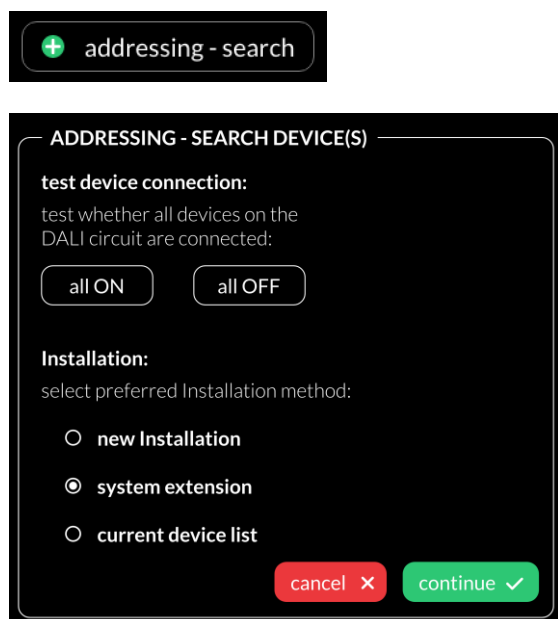 addressing - search
ADDRESSING - SEARCH DEVICE(S)
test device connection:
test whether all devices on the
DALI circuit are connected:
all ON
all OFF
Installation:
select preferred Installation method:
new Installation
system extension
current device list
cancel
continue